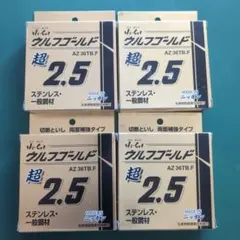 ウルフゴールド
AZ 36TB.F
超
2.5
ステンレス・
一般鋼材
ウルフゴールド
AZ 36TB.F
超
2.5
ステンレス・
一般鋼材
切断といし 両面補強タイプ
ウルフゴールド
AZ 36TB.F
超
2.5
ステンレス・
一般鋼材
切断といし 両面補強タイプ
ウルフゴールド
AZ 36TB.F
超
2.5
ステンレス・
一般鋼材